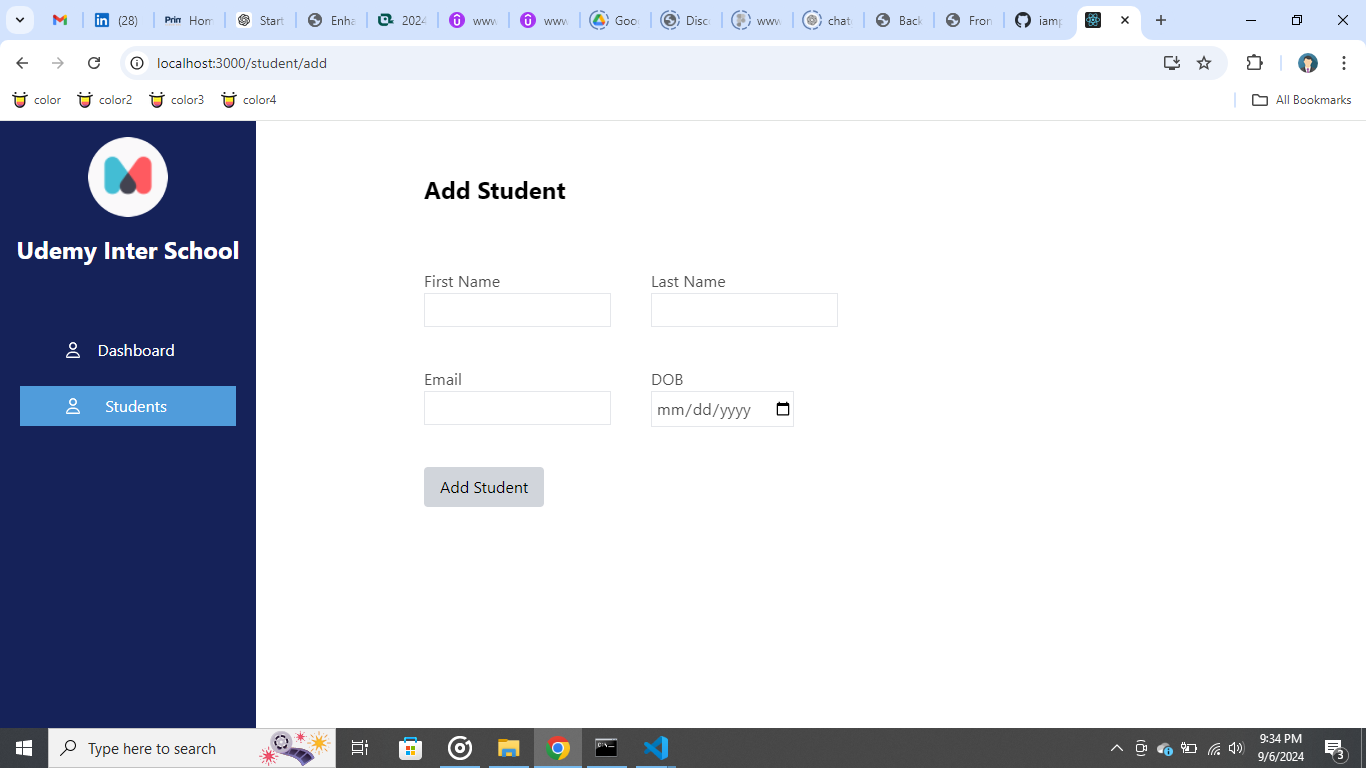 (28)
Prim
Hom
Start
Enha
2024
www
www
Goo
Disco
www
chat
Back
Fron
iamp
localhost:3000/student/add
color
color2
color3
color4
All Bookmarks
Udemy Inter School
Dashboard
Students
Add Student
First Name
Last Name
Email
DOB
mm/dd/yyyy
Add Student
Type here to search
9:34 PM
9/6/2024
3